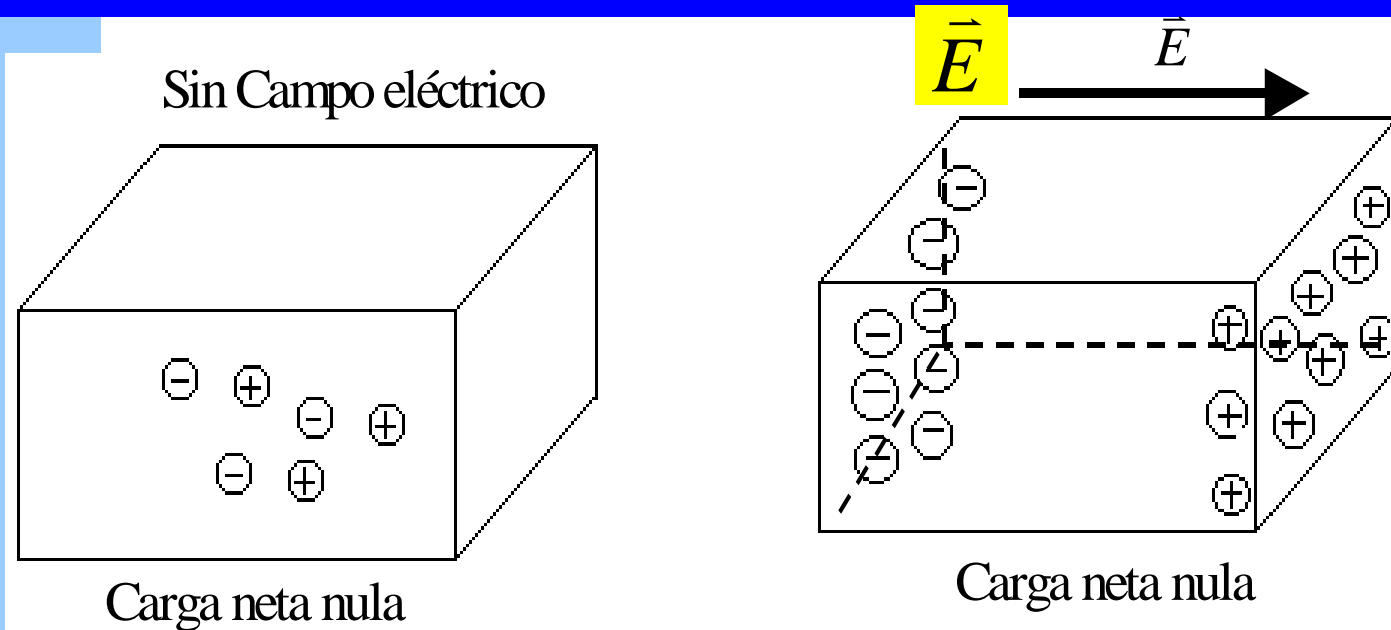 Sin Campo eléctrico
Carga neta nula
E⃗
E⃗
- + - + - +
- - - - - - - - -
+ + + + + + + + + + +
Carga neta nula